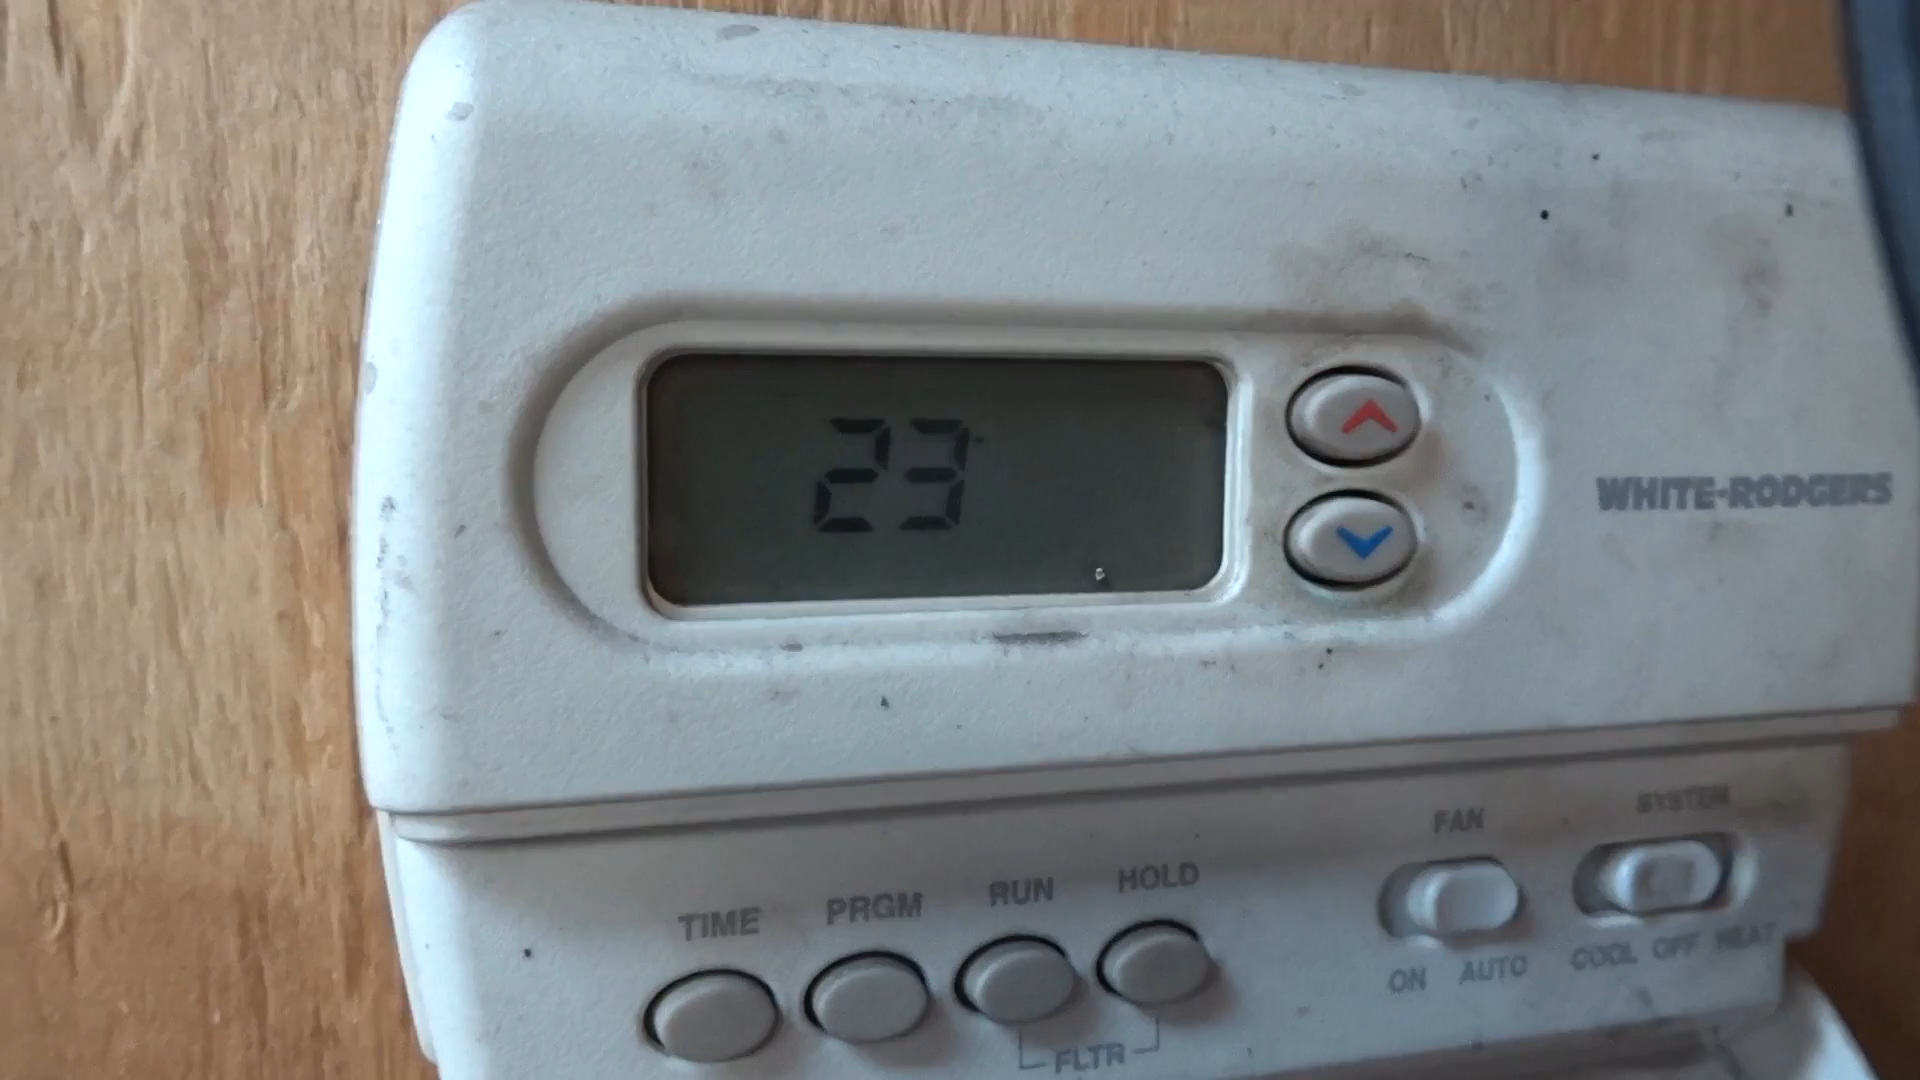 23
WHITE-RODGERS
FAN SYSTEM
TIME PRGM RUN HOLD
ON AUTO COOL OFF HEAT
FLTR